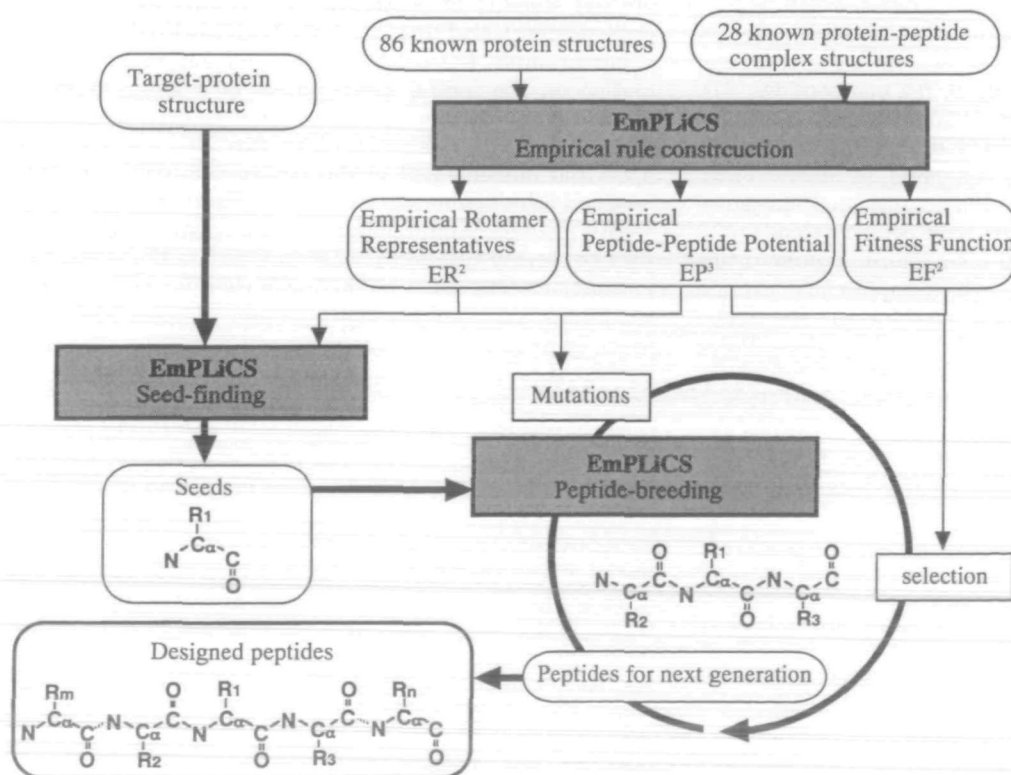 86 known protein structures
28 known protein-peptide
complex structures
Target-protein
structure
EmPLiCS
Empirical rule constrcuction
Empirical Rotamer
Representatives
ER²
Empirical
Peptide-Peptide Potential
EP³
Empirical
Fitness Function
EF²
EmPLiCS
Seed-finding
Mutations
EmPLiCS
Peptide-breeding
Seeds
R1
N Cα C
O
selection
O R1 O
N C N Cα C N C C
Cα C Cα
R2 O R3
Peptides for next generation
Designed peptides
Rm O R1 O Rn
N Cα C N Cα C N Cα C N Cα C N Cα C
O R2 O R3 O